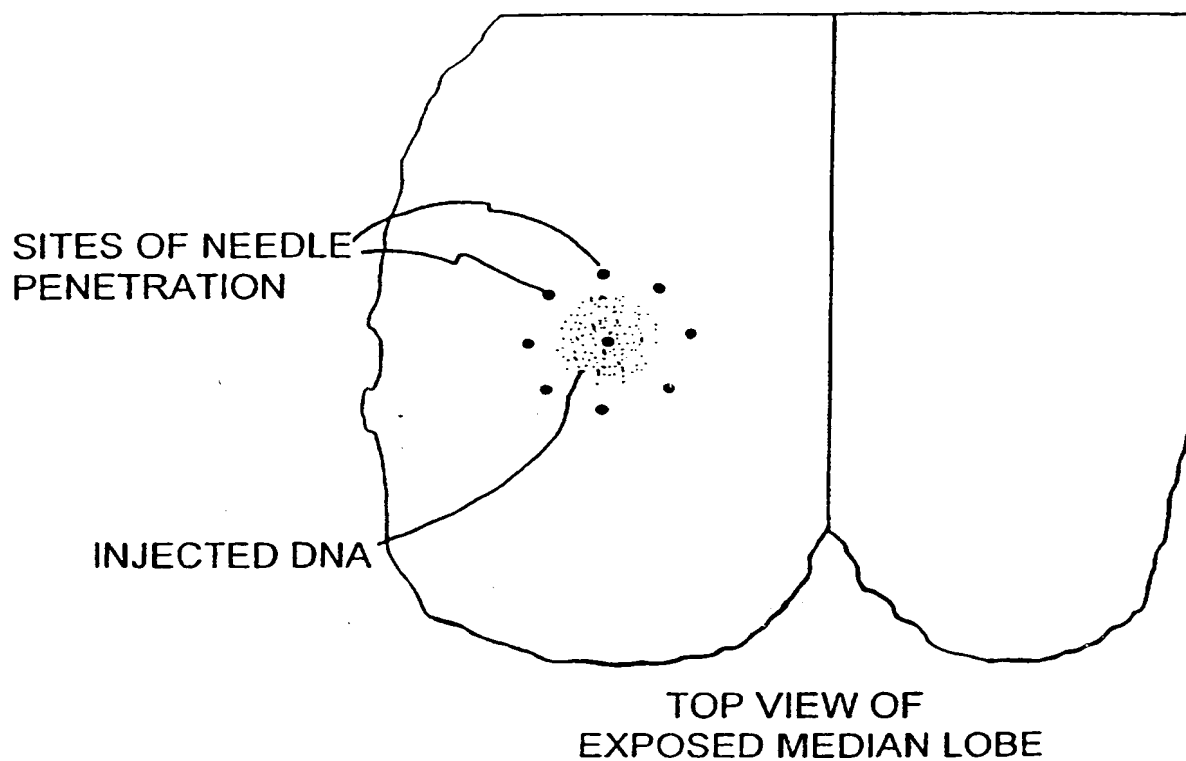 SITES OF NEEDLE
PENETRATION
INJECTED DNA
TOP VIEW OF
EXPOSED MEDIAN LOBE